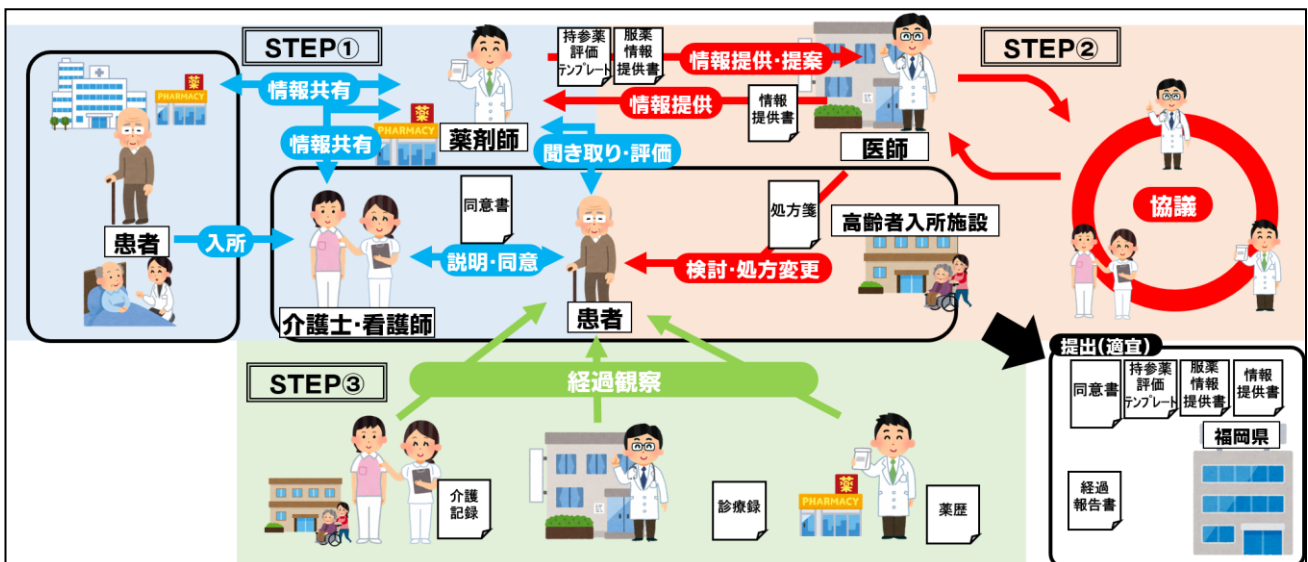 STEP①
薬
PHARMACY
情報共有
情報共有
患者
入所
薬
PHARMACY
薬剤師
持参薬
評価
テンプレート
服薬
情報
提供書
情報提供・提案
情報提供
情報
提供書
医師
聞き取り・評価
同意書
説明・同意
介護士・看護師
患者
処方箋
検討・処方変更
高齢者入所施設
STEP②
協議
STEP③
経過観察
介護
記録
診療録
薬
PHARMACY
薬歴
提出(適宜)
同意書
持参薬
評価
テンプレート
服薬
情報
提供書
情報
提供書
福岡県
経過
報告書